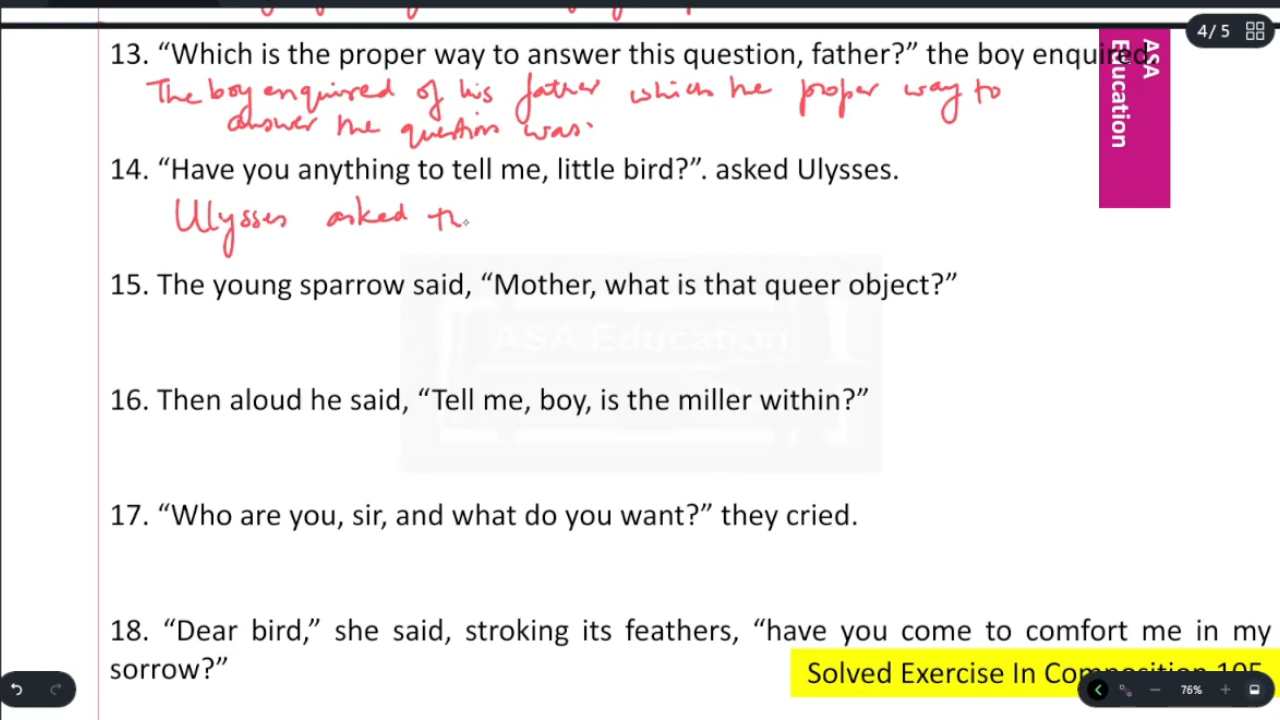 4/5
ASA
Education
13. “Which is the proper way to answer this question, father?” the boy enquired.
The boy enquired of his father which the proper way to
answer the question was.
14. “Have you anything to tell me, little bird?”. asked Ulysses.
Ulysses asked th
15. The young sparrow said, “Mother, what is that queer object?”
ASA Education
16. Then aloud he said, “Tell me, boy, is the miller within?”
17. “Who are you, sir, and what do you want?” they cried.
18. “Dear bird,” she said, stroking its feathers, “have you come to comfort me in my
sorrow?”
Solved Exercise In Composition 105
76%